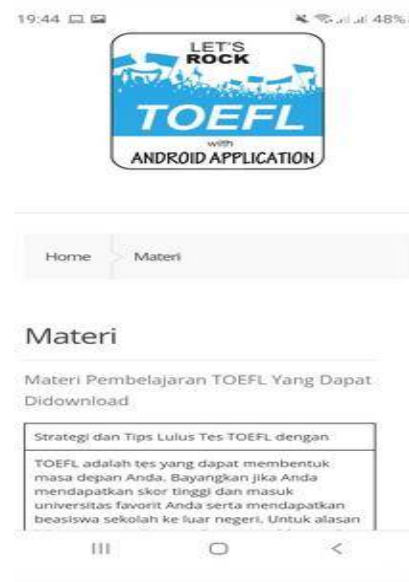 19:44
48%
LET'S
ROCK
TOEFL
with
ANDROID APPLICATION
Home Materi
Materi
Materi Pembelajaran TOEFL Yang Dapat
Didownload
Strategi dan Tips Lulus Tes TOEFL dengan
TOEFL adalah tes yang dapat membentuk
masa depan Anda. Bayangkan jika Anda
mendapatkan skor tinggi dan masuk
universitas favorit Anda serta mendapatkan
beasiswa sekolah ke luar negeri. Untuk alasan